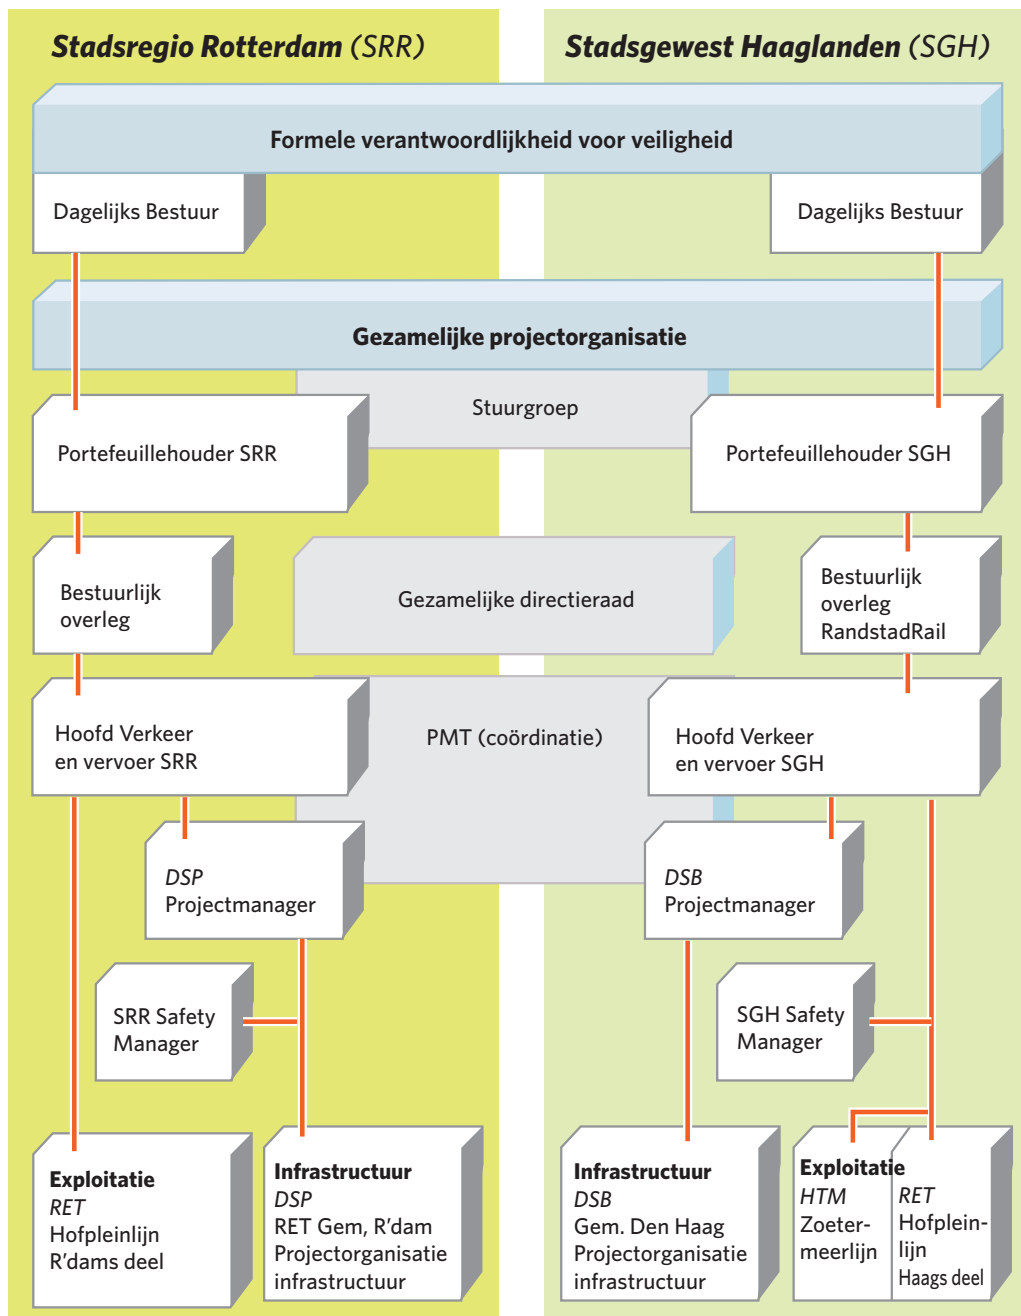 Stadsregio Rotterdam (SRR)
Stadsgewest Haaglanden (SGH)
Formele verantwoordelijkheid voor veiligheid
Dagelijks Bestuur
Dagelijks Bestuur
Gezamelijke projectorganisatie
Stuurgroep
Portefeuillehouder SRR
Portefeuillehouder SGH
Bestuurlijk
overleg
Gezamelijke directieraad
Bestuurlijk
overleg
RandstadRail
Hoofd Verkeer
en vervoer SRR
PMT (coördinatie)
Hoofd Verkeer
en vervoer SGH
DSP
Projectmanager
DSB
Projectmanager
SRR Safety
Manager
SGH Safety
Manager
Exploitatie
RET
Hofpleinlijn
R'dams deel
Infrastructuur
DSP
RET Gem, R'dam
Projectorganisatie
infrastructuur
Infrastructuur
DSB
Gem. Den Haag
Projectorganisatie
infrastructuur
Exploitatie
HTM
Zoeter-
meerlijn
RET
Hofplein-
lijn
Haags deel